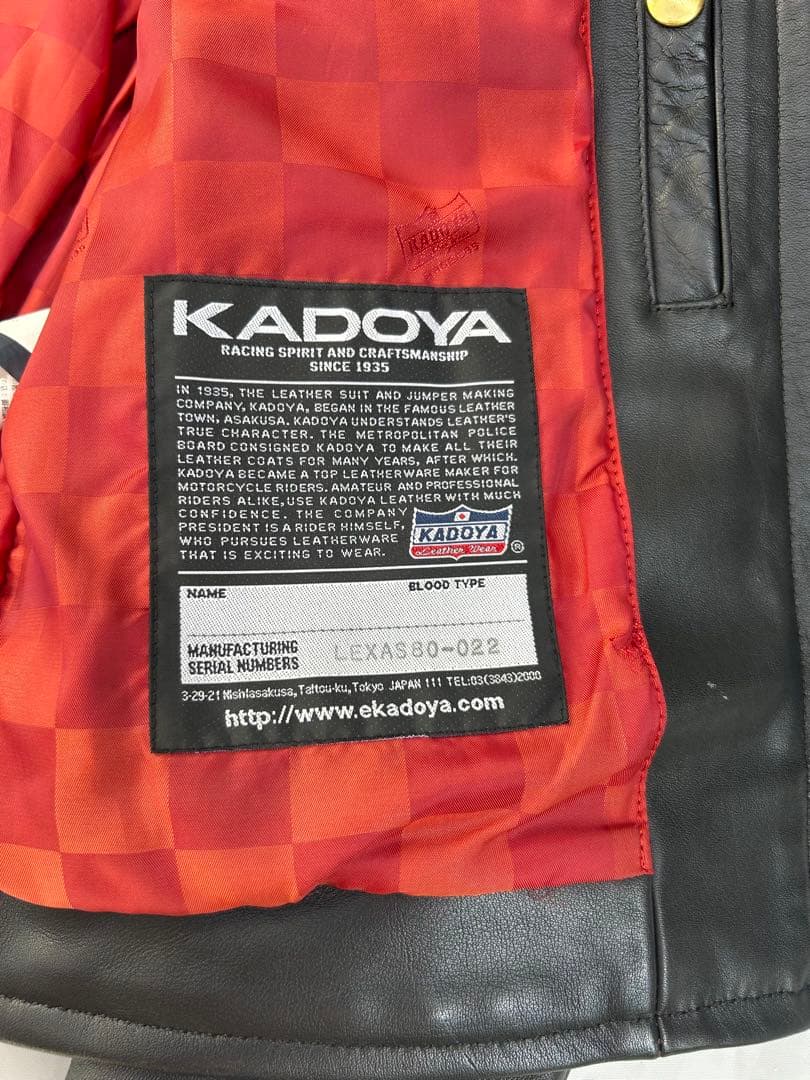 KADOYA
KADOYA
RACING SPIRIT AND CRAFTSMANSHIP
SINCE 1935
IN 1935, THE LEATHER SUIT AND JUMPER MAKING
COMPANY, KADOYA, BEGAN IN THE FAMOUS LEATHER
TOWN, ASAKUSA. KADOYA UNDERSTANDS LEATHER'S
TRUE CHARACTER. THE METROPOLITAN POLICE
BOARD CONSIGNED KADOYA TO MAKE ALL THEIR
LEATHER COATS FOR MANY YEARS, AFTER WHICH.
KADOYA BECAME A TOP LEATHERWARE MAKER FOR
MOTORCYCLE RIDERS. AMATEUR AND PROFESSIONAL
RIDERS ALIKE, USE KADOYA LEATHER WITH MUCH
CONFIDENCE. THE COMPANY
PRESIDENT IS A RIDER HIMSELF,
WHO PURSUES LEATHERWARE
THAT IS EXCITING TO WEAR.
KADOYA
Leather Wear
®
NAME
BLOOD TYPE
MANUFACTURING
SERIAL NUMBERS
LEXAS80-022
3-29-21 Nishiasakusa, Taitou-ku, Tokyo JAPAN 111 TEL:03(3843)2000
http://www.ekadoya.com